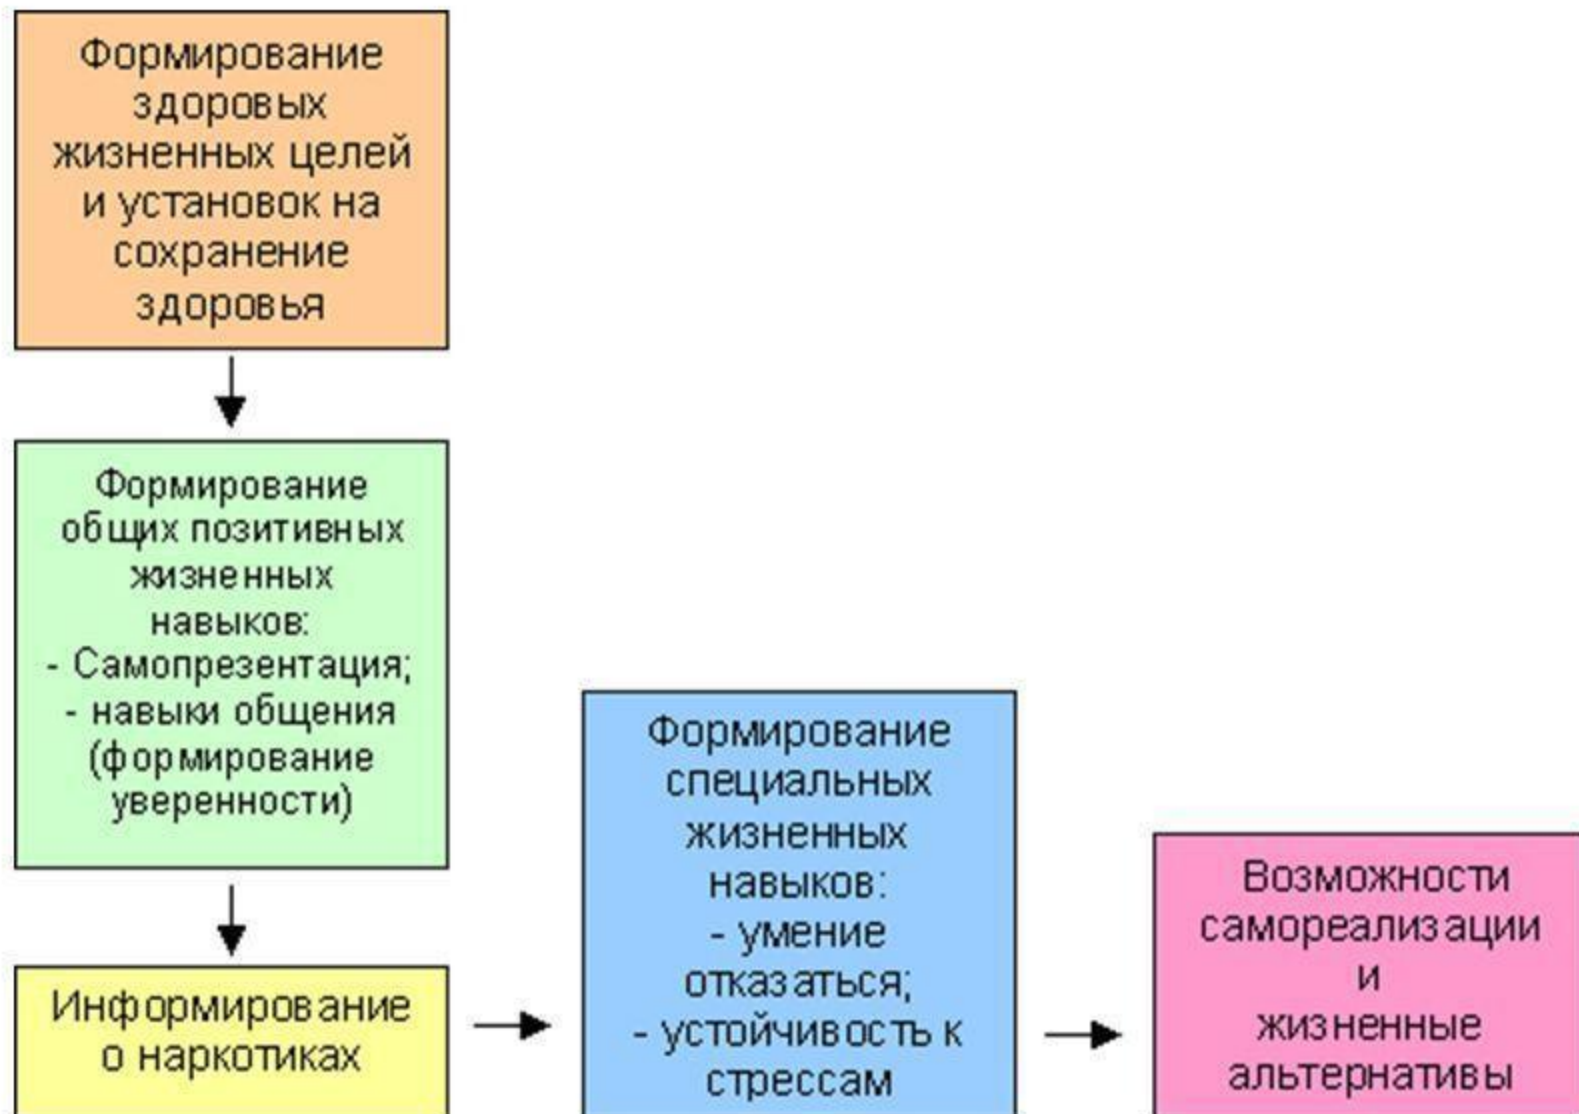 Формирование
здоровых
жизненных целей
и установок на
сохранение
здоровья
Формирование
общих позитивных
жизненных
навыков:
- Самопрезентация;
- навыки общения
(формирование
уверенности)
Информирование
о наркотиках
Формирование
специальных
жизненных
навыков:
- умение
отказаться;
- устойчивость к
стрессам
Возможности
самореализации
и
жизненные
альтернативы